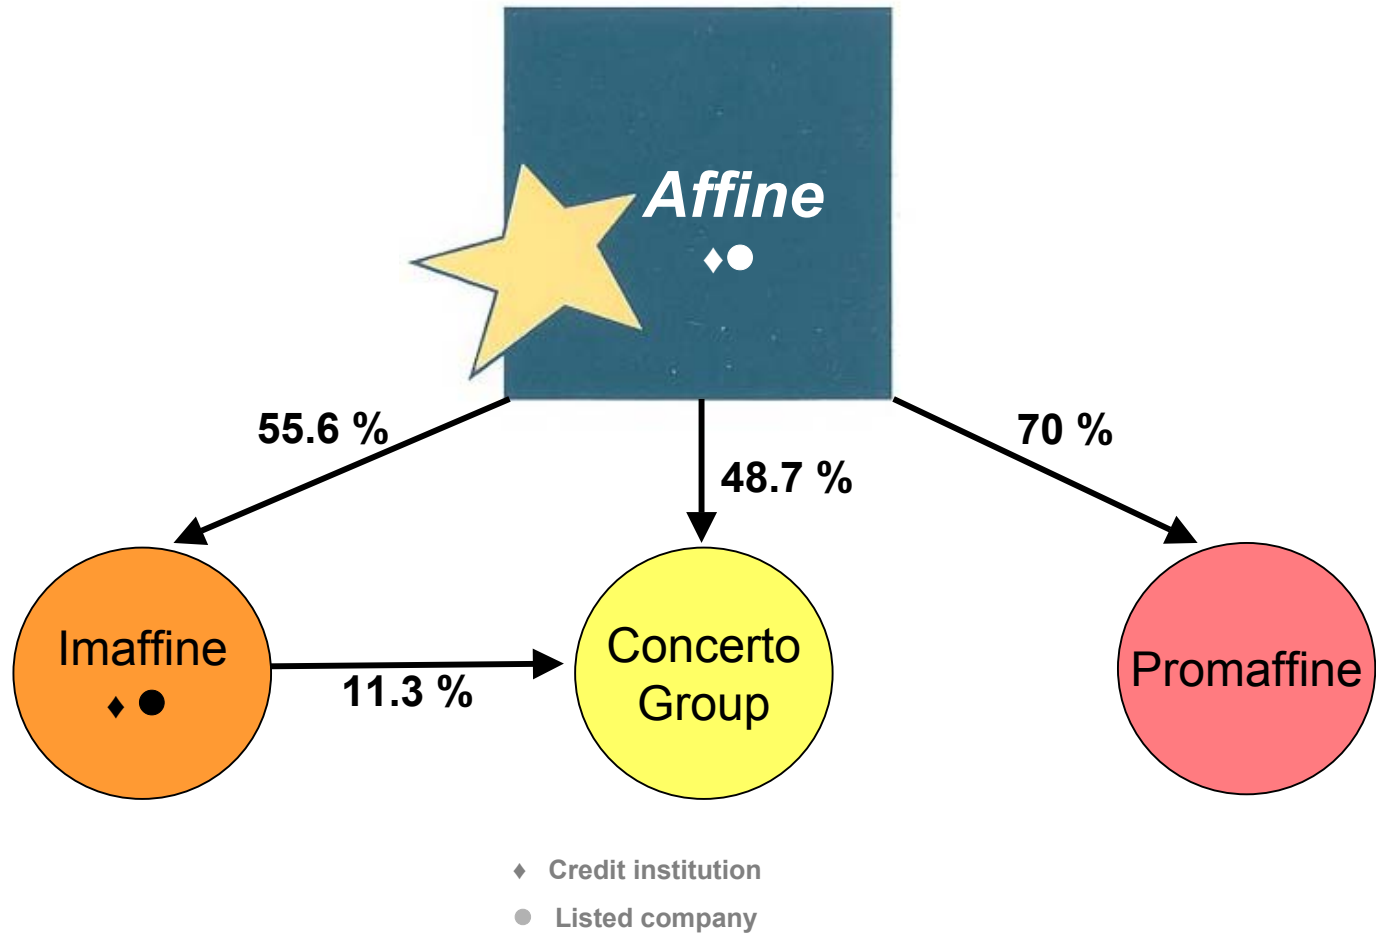 Affine
♦●
55.6 %
48.7 %
70 %
Imaffine
♦ ●
11.3 %
Concerto
Group
Promaffine
♦ Credit institution
● Listed company